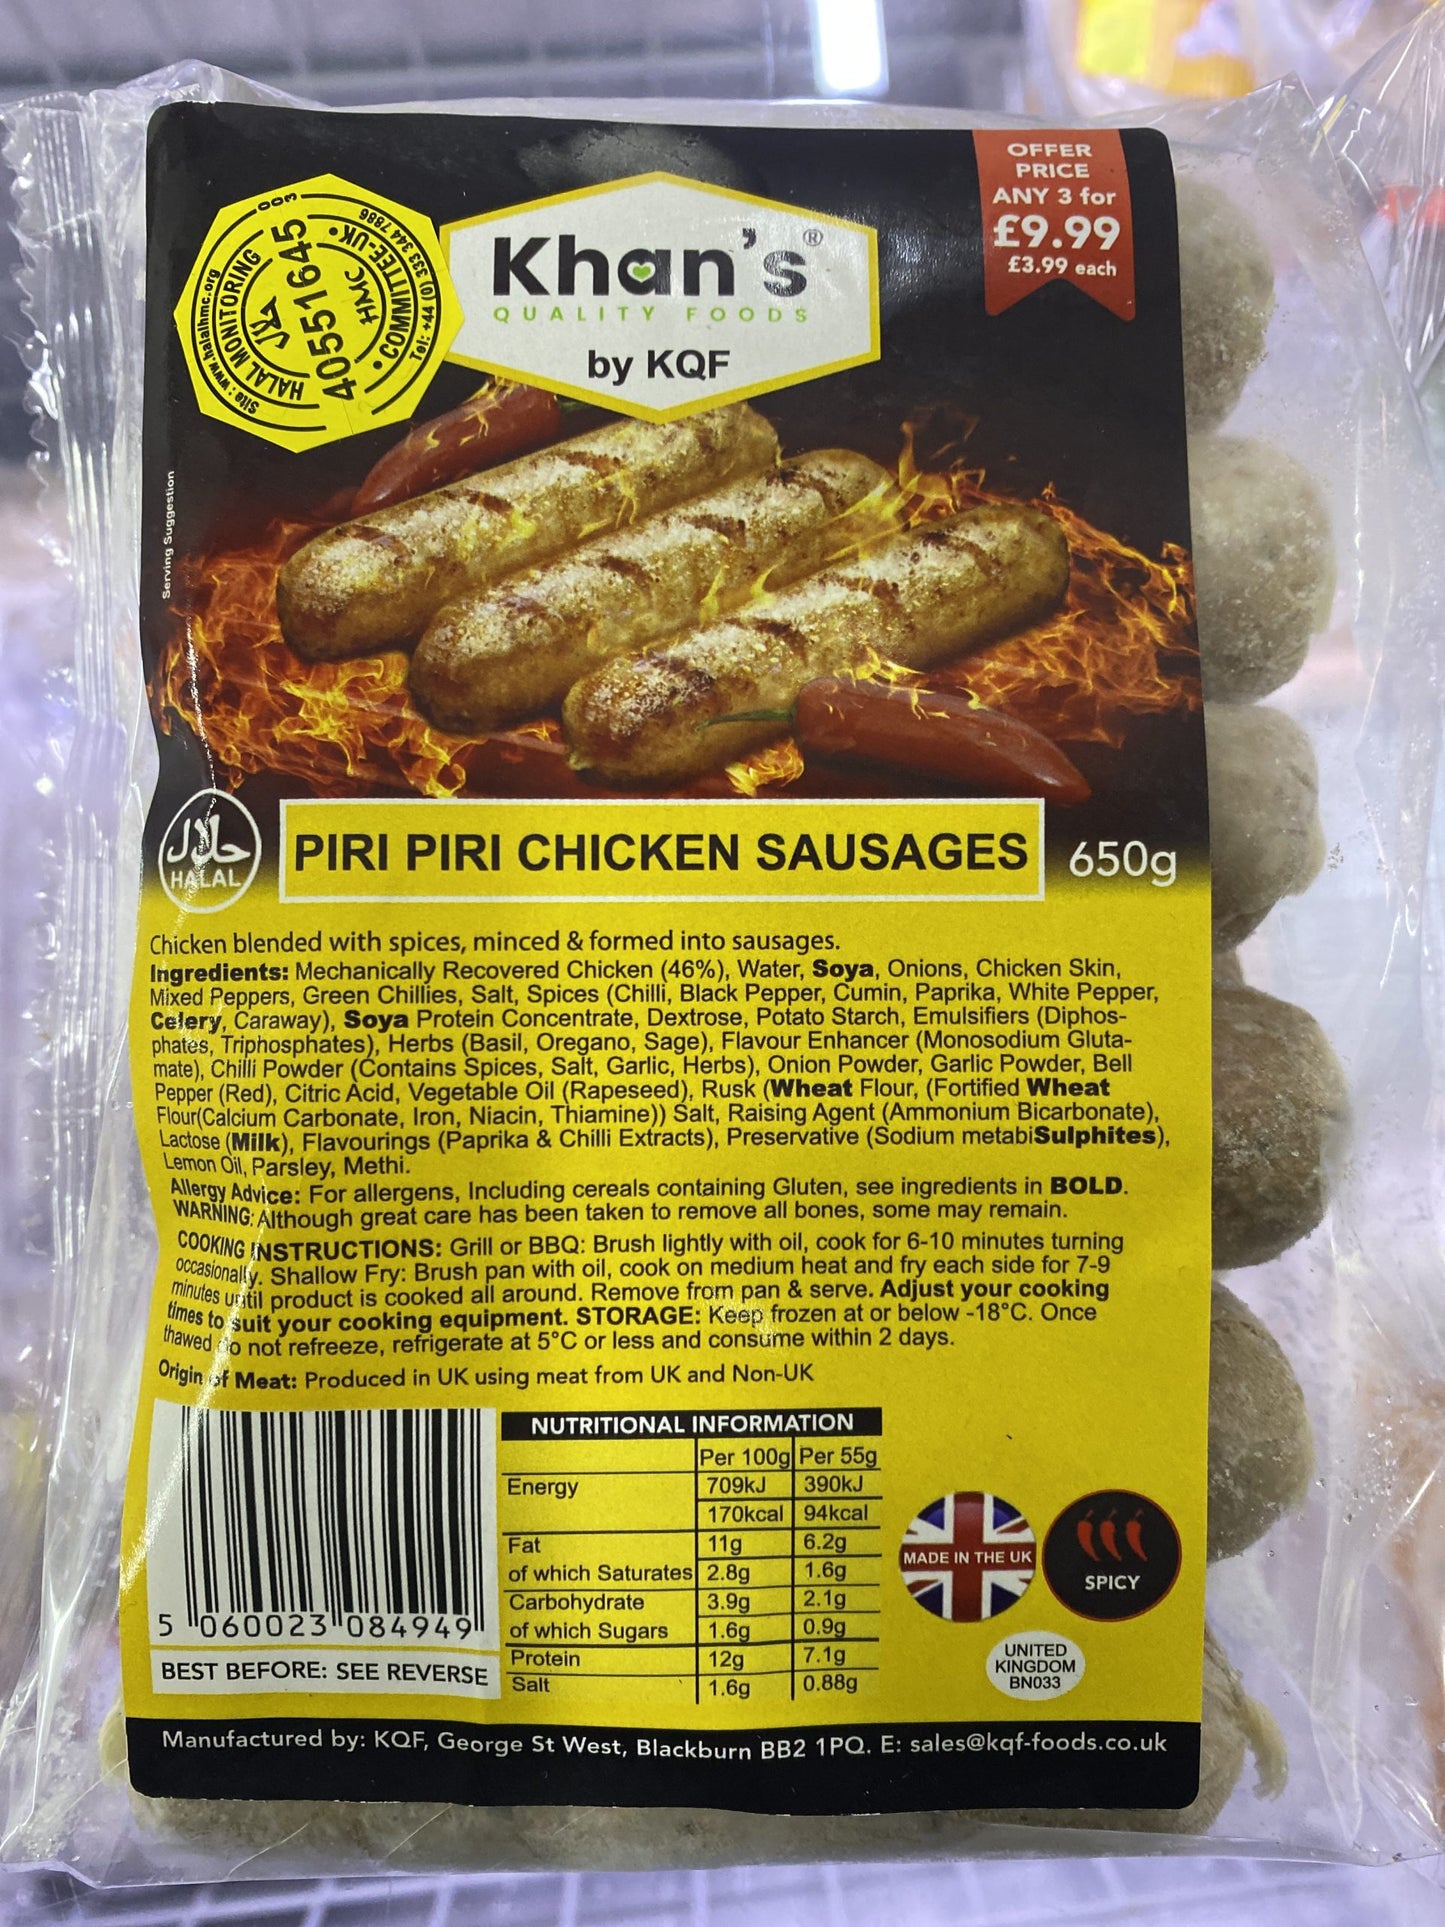 OFFER
PRICE
ANY 3 for
£9.99
£3.99 each
003
HALAL MONITORING
• COMMITTEE-UK •
site : www.halalhmc.org
Tel: +44 (0) 333 344 7886
حلال
40551645
HMC
Khan's®
QUALITY FOODS
by KQF
Serving Suggestion
حلال
HALAL
PIRI PIRI CHICKEN SAUSAGES
650g
Chicken blended with spices, minced & formed into sausages.
Ingredients: Mechanically Recovered Chicken (46%), Water, Soya, Onions, Chicken Skin,
Mixed Peppers, Green Chillies, Salt, Spices (Chilli, Black Pepper, Cumin, Paprika, White Pepper,
Celery, Caraway), Soya Protein Concentrate, Dextrose, Potato Starch, Emulsifiers (Diphos-
phates, Triphosphates), Herbs (Basil, Oregano, Sage), Flavour Enhancer (Monosodium Gluta-
mate), Chilli Powder (Contains Spices, Salt, Garlic, Herbs), Onion Powder, Garlic Powder, Bell
Pepper (Red), Citric Acid, Vegetable Oil (Rapeseed), Rusk (Wheat Flour, (Fortified Wheat
Flour(Calcium Carbonate, Iron, Niacin, Thiamine)) Salt, Raising Agent (Ammonium Bicarbonate),
Lactose (Milk), Flavourings (Paprika & Chilli Extracts), Preservative (Sodium metabiSulphites),
Lemon Oil, Parsley, Methi.
Allergy Advice: For allergens, Including cereals containing Gluten, see ingredients in BOLD.
WARNING: Although great care has been taken to remove all bones, some may remain.
COOKING INSTRUCTIONS: Grill or BBQ: Brush lightly with oil, cook for 6-10 minutes turning
occasionally. Shallow Fry: Brush pan with oil, cook on medium heat and fry each side for 7-9
minutes until product is cooked all around. Remove from pan & serve. Adjust your cooking
times to suit your cooking equipment. STORAGE: Keep frozen at or below -18°C. Once
thawed do not refreeze, refrigerate at 5°C or less and consume within 2 days.
Origin of Meat: Produced in UK using meat from UK and Non-UK
NUTRITIONAL INFORMATION
Per 100g Per 55g
Energy 709kJ 390kJ
170kcal 94kcal
Fat 11g 6.2g
of which Saturates 2.8g 1.6g
Carbohydrate 3.9g 2.1g
of which Sugars 1.6g 0.9g
Protein 12g 7.1g
Salt 1.6g 0.88g
5 060023 084949
BEST BEFORE: SEE REVERSE
MADE IN THE UK
SPICY
UNITED
KINGDOM
BN033
Manufactured by: KQF, George St West, Blackburn BB2 1PQ. E: sales@kqf-foods.co.uk